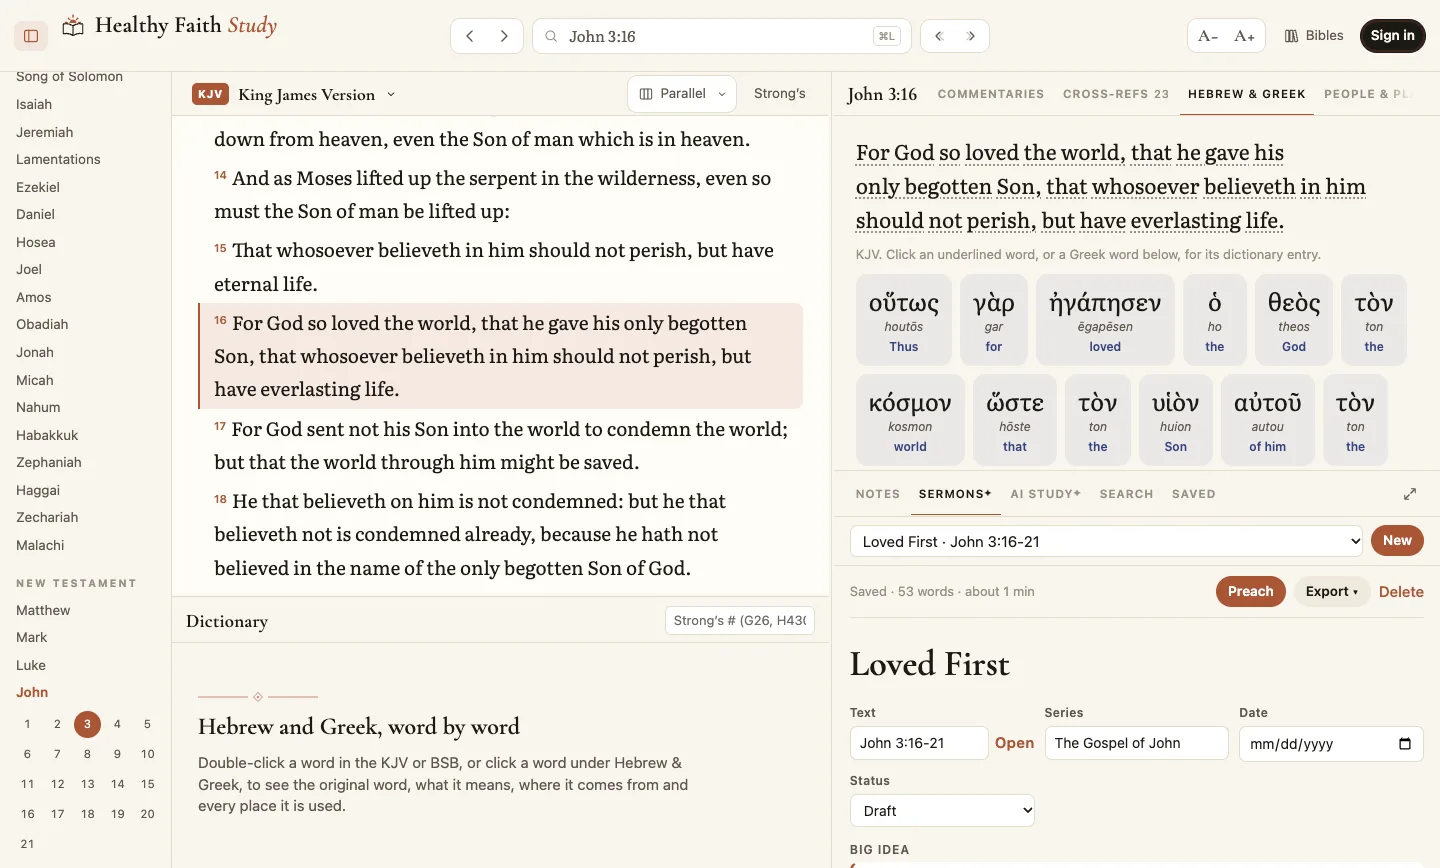 Healthy Faith Study
John 3:16
⌘L
A−
A+
Bibles
Sign in
Song of Solomon
Isaiah
Jeremiah
Lamentations
Ezekiel
Daniel
Hosea
Joel
Amos
Obadiah
Jonah
Micah
Nahum
Habakkuk
Zephaniah
Haggai
Zechariah
Malachi
NEW TESTAMENT
Matthew
Mark
Luke
John
1 2 3 4 5
6 7 8 9 10
11 12 13 14 15
16 17 18 19 20
21
KJV King James Version
Parallel
Strong's
down from heaven, even the Son of man which is in heaven.
14 And as Moses lifted up the serpent in the wilderness, even so
must the Son of man be lifted up:
15 That whosoever believeth in him should not perish, but have
eternal life.
16 For God so loved the world, that he gave his only begotten
Son, that whosoever believeth in him should not perish, but
have everlasting life.
17 For God sent not his Son into the world to condemn the world;
but that the world through him might be saved.
18 He that believeth on him is not condemned: but he that
believeth not is condemned already, because he hath not
believed in the name of the only begotten Son of God.
Dictionary
Strong's # (G26, H430
Hebrew and Greek, word by word
Double-click a word in the KJV or BSB, or click a word under Hebrew &
Greek, to see the original word, what it means, where it comes from and
every place it is used.
John 3:16
COMMENTARIES
CROSS-REFS 23
HEBREW & GREEK
PEOPLE & PL
For God so loved the world, that he gave his
only begotten Son, that whosoever believeth in him
should not perish, but have everlasting life.
KJV. Click an underlined word, or a Greek word below, for its dictionary entry.
οὕτως γὰρ ἠγάπησεν ὁ θεὸς τὸν
houtōs gar ēgapēsen ho theos ton
Thus for loved the God the
κόσμον ὥστε τὸν υἱὸν αὐτοῦ τὸν
kosmon hōste ton huion autou ton
world that the Son of him the
NOTES
SERMONS✦
AI STUDY✦
SEARCH
SAVED
Loved First · John 3:16-21
New
Saved · 53 words · about 1 min
Preach
Export ▾
Delete
Loved First
Text
Series
Date
John 3:16-21
Open
The Gospel of John
mm/dd/yyyy
Status
Draft
BIG IDEA